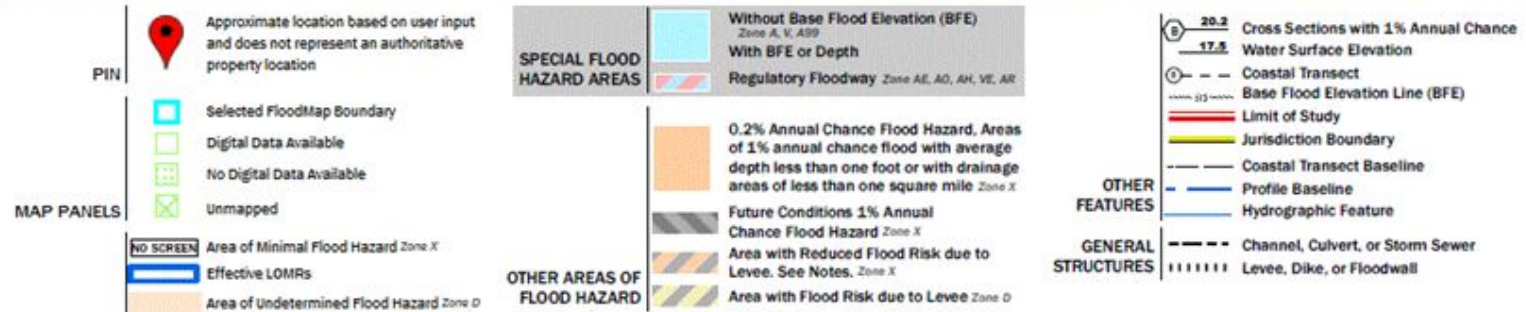 PIN
Approximate location based on user input
and does not represent an authoritative
property location
MAP PANELS
Selected FloodMap Boundary
Digital Data Available
No Digital Data Available
Unmapped
NO SCREEN Area of Minimal Flood Hazard Zone X
Effective LOMRs
Area of Undetermined Flood Hazard Zone D
SPECIAL FLOOD
HAZARD AREAS
Without Base Flood Elevation (BFE)
Zone A, V, A99
With BFE or Depth
Regulatory Floodway Zone AE, AO, AH, VE, AR
OTHER AREAS OF
FLOOD HAZARD
0.2% Annual Chance Flood Hazard, Areas
of 1% annual chance flood with average
depth less than one foot or with drainage
areas of less than one square mile Zone X
Future Conditions 1% Annual
Chance Flood Hazard Zone X
Area with Reduced Flood Risk due to
Levee. See Notes. Zone X
Area with Flood Risk due to Levee Zone D
OTHER
FEATURES
B 20.2 Cross Sections with 1% Annual Chance
17.5 Water Surface Elevation
Coastal Transect
513 Base Flood Elevation Line (BFE)
Limit of Study
Jurisdiction Boundary
Coastal Transect Baseline
Profile Baseline
Hydrographic Feature
GENERAL
STRUCTURES
Channel, Culvert, or Storm Sewer
Levee, Dike, or Floodwall